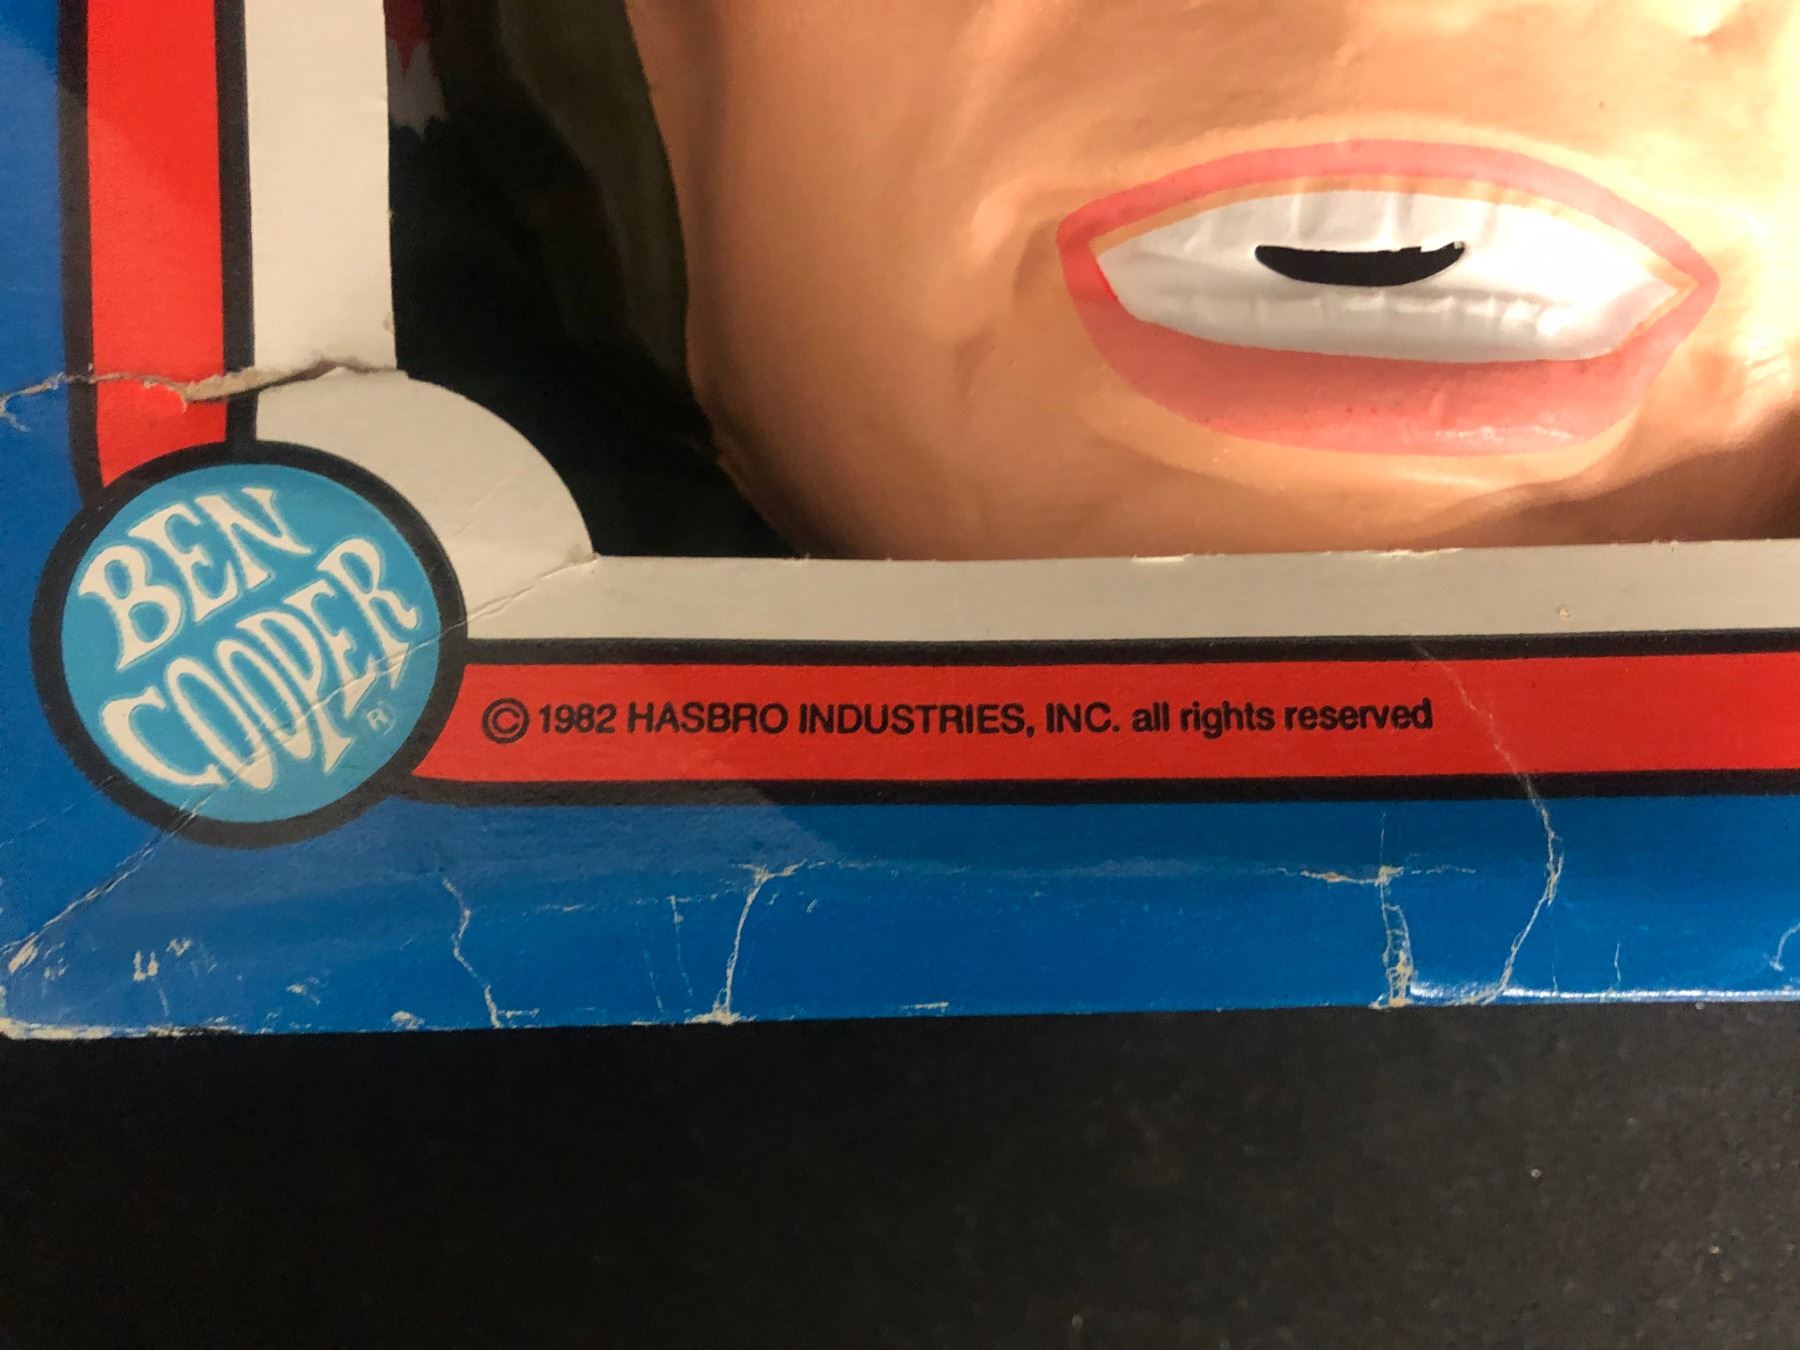 BEN
COOPER
®
© 1982 HASBRO INDUSTRIES, INC. all rights reserved